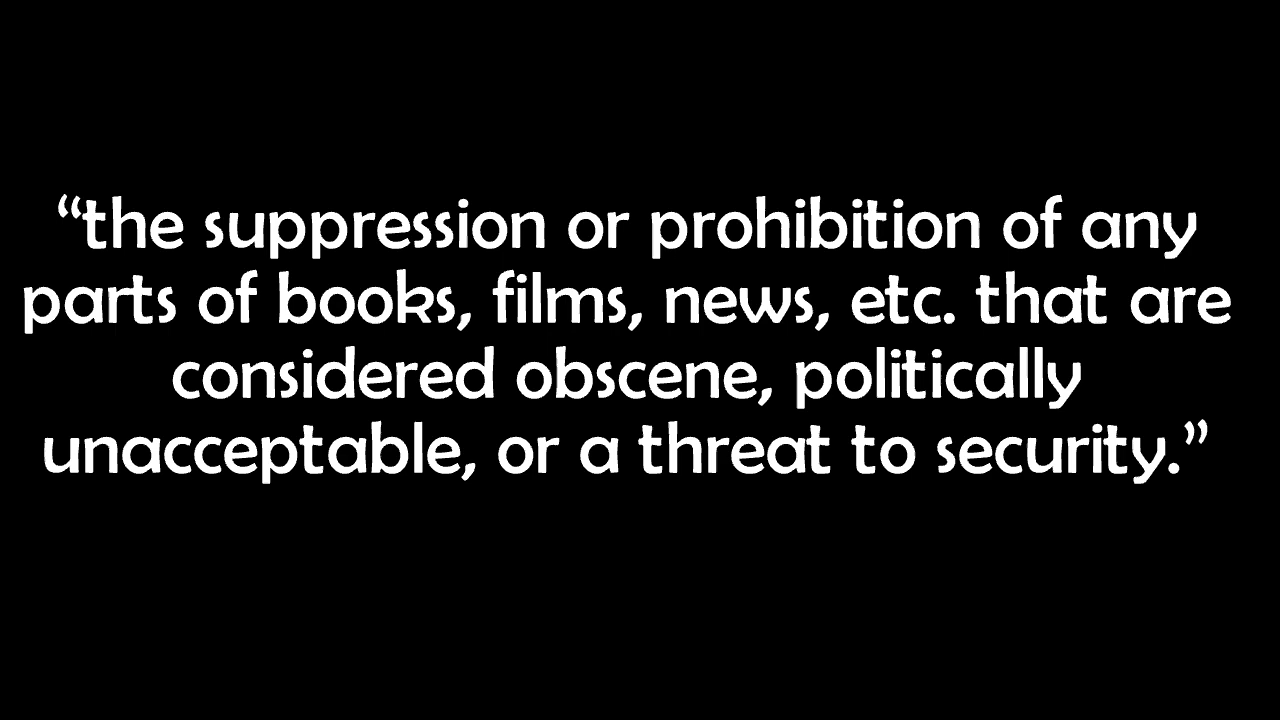 “the suppression or prohibition of any
parts of books, films, news, etc. that are
considered obscene, politically
unacceptable, or a threat to security.”